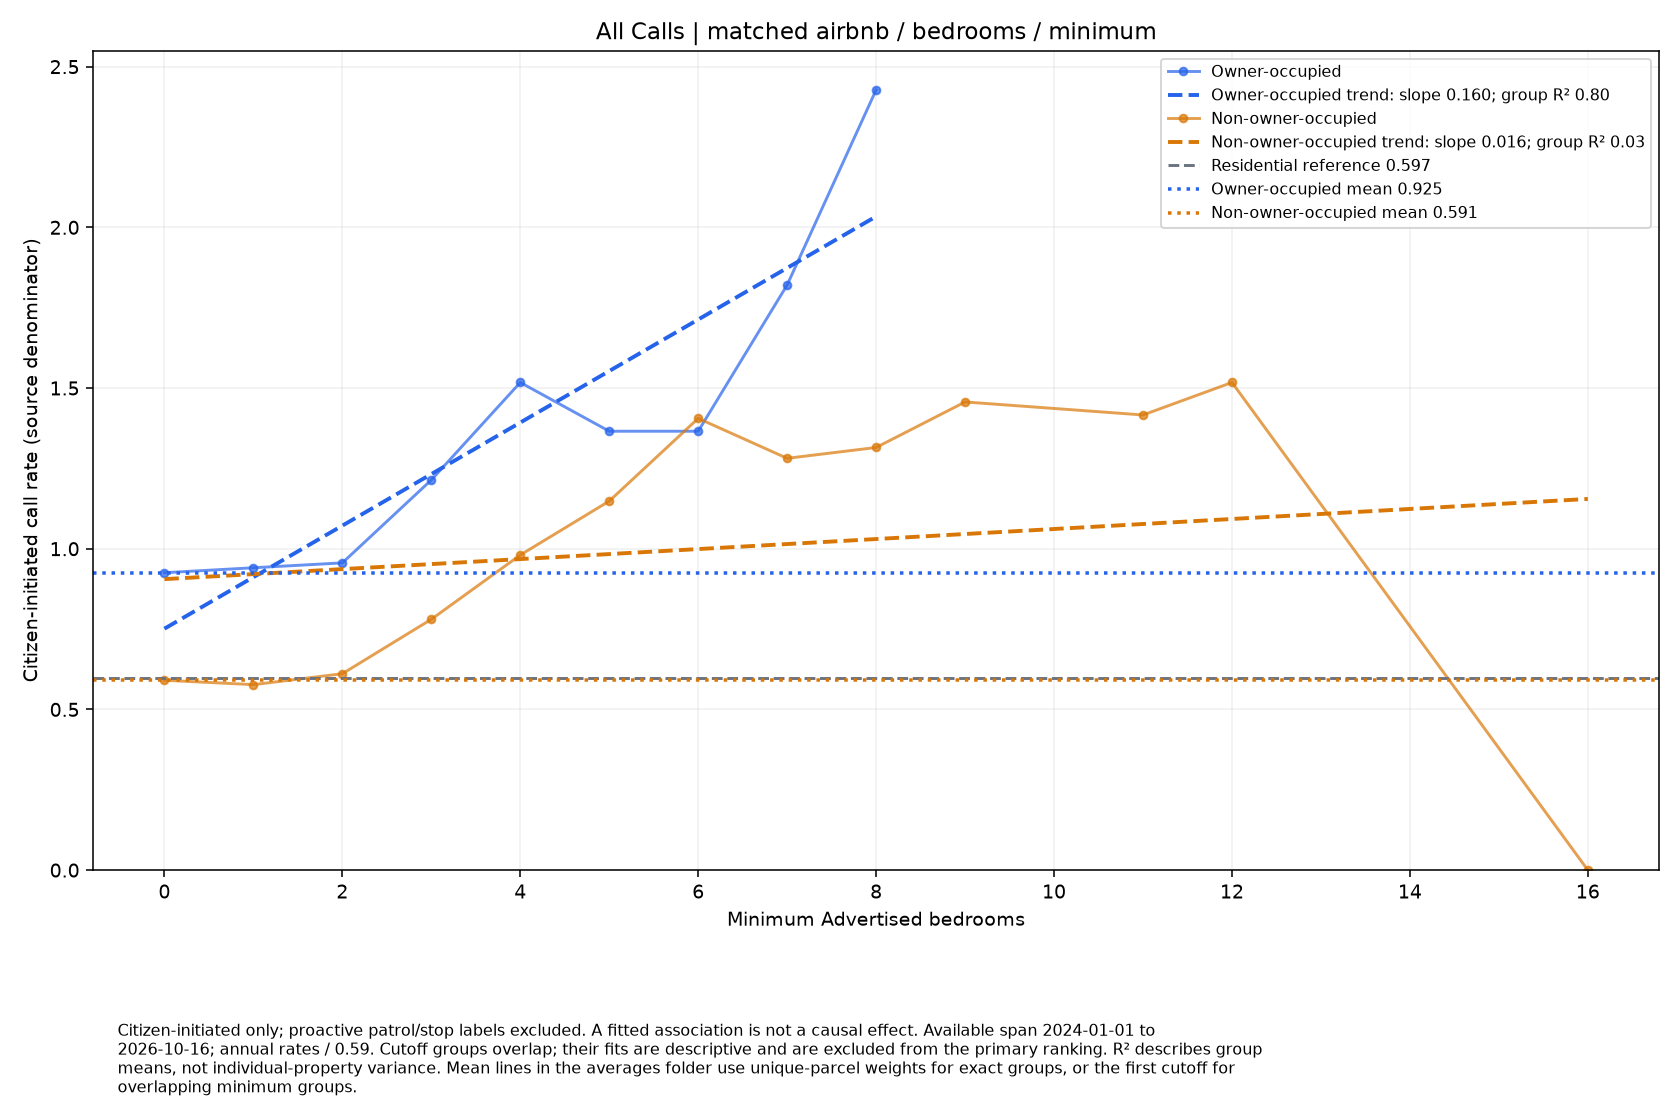 All Calls | matched airbnb / bedrooms / minimum
Citizen-initiated call rate (source denominator)
2.5
2.0
1.5
1.0
0.5
0.0
Owner-occupied
Owner-occupied trend: slope 0.160; group R² 0.80
Non-owner-occupied
Non-owner-occupied trend: slope 0.016; group R² 0.03
Residential reference 0.597
Owner-occupied mean 0.925
Non-owner-occupied mean 0.591
0 2 4 6 8 10 12 14 16
Minimum Advertised bedrooms
Citizen-initiated only; proactive patrol/stop labels excluded. A fitted association is not a causal effect. Available span 2024-01-01 to
2026-10-16; annual rates / 0.59. Cutoff groups overlap; their fits are descriptive and are excluded from the primary ranking. R² describes group
means, not individual-property variance. Mean lines in the averages folder use unique-parcel weights for exact groups, or the first cutoff for
overlapping minimum groups.